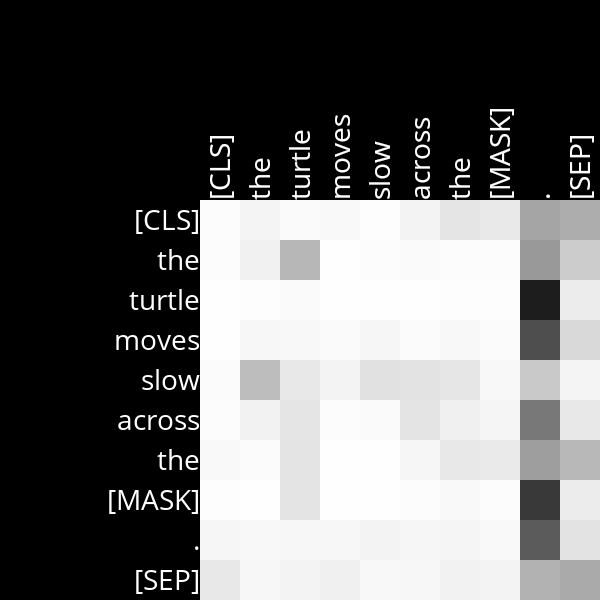 [CLS] the turtle moves slow across the [MASK] . [SEP]
[CLS]
the
turtle
moves
slow
across
the
[MASK]
.
[SEP]